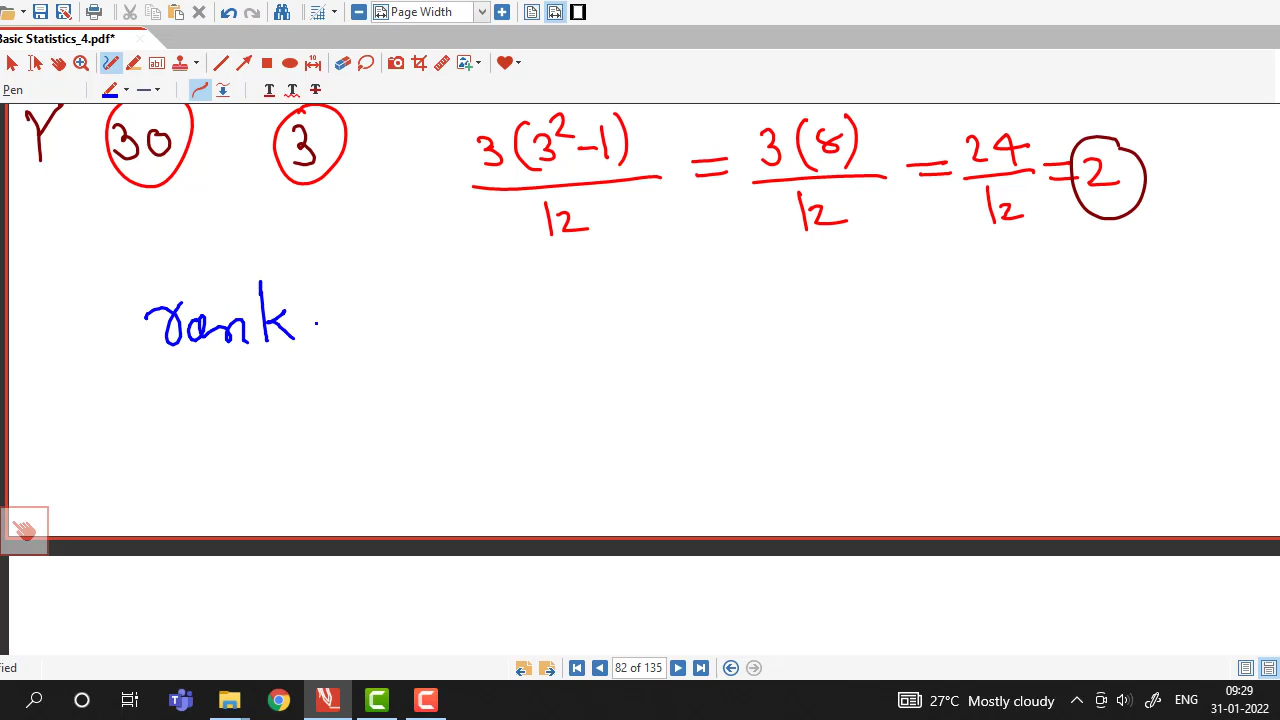 Page Width
Basic Statistics_4.pdf*
Pen
Y 30 3 3(3²-1)/12 = 3(8)/12 = 24/12 = 2
rank
fied
82 of 135
27°C Mostly cloudy
ENG
09:29
31-01-2022